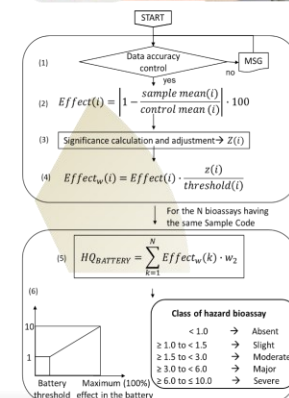 START
Data accuracy
control
MSG
no
yes
(1)
(2) Effect(i) = |1 − sample mean(i) / control mean (i)| · 100
(3) Significance calculation and adjustment→ Z(i)
(4) Effect_w(i) = Effect(i) · z(i) / threshold(i)
For the N bioassays having
the same Sample Code
(5) HQ_BATTERY = ∑_{k=1}^{N} Effect_w(k) · w₂
(6)
10
1
Battery
threshold
Maximum (100%)
effect in the battery
Class of hazard bioassay
< 1.0 → Absent
≥ 1.0 to < 1.5 → Slight
≥ 1.5 to < 3.0 → Moderate
≥ 3.0 to < 6.0 → Major
≥ 6.0 to ≤ 10.0 → Severe